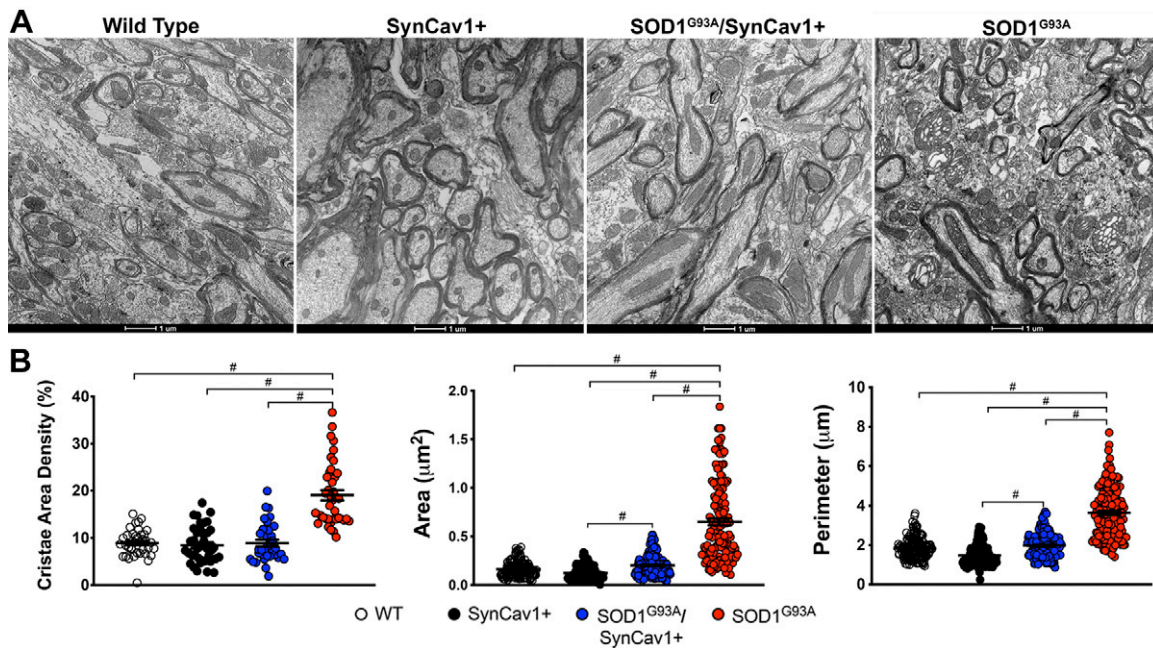 A
Wild Type
SynCav1+
SOD1G93A/SynCav1+
SOD1G93A
1 um
1 um
1 um
1 um
B
#
#
#
Cristae Area Density (%)
40
30
20
10
0
#
#
#
#
Area (μm²)
2.0
1.5
1.0
0.5
0.0
#
#
#
#
Perimeter (μm)
10
8
6
4
2
0
WT
SynCav1+
SOD1G93A/
SynCav1+
SOD1G93A